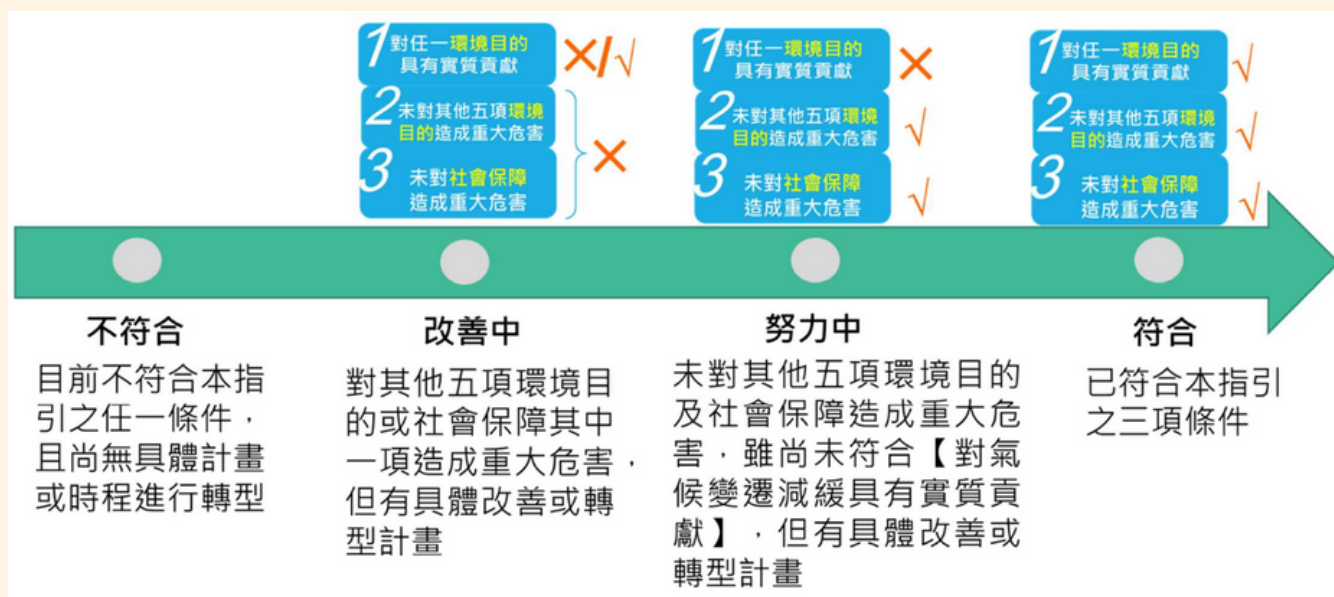 1 對任一環境目的
具有實質貢獻
×/√
2 未對其他五項環境
目的造成重大危害
3 未對社會保障
造成重大危害
×
1 對任一環境目的
具有實質貢獻
×
2 未對其他五項環境
目的造成重大危害
√
3 未對社會保障
造成重大危害
√
1 對任一環境目的
具有實質貢獻
√
2 未對其他五項環境
目的造成重大危害
√
3 未對社會保障
造成重大危害
√
不符合
目前不符合本指
引之任一條件，
且尚無具體計畫
或時程進行轉型
改善中
對其他五項環境目
的或社會保障其中
一項造成重大危害，
但有具體改善或轉
型計畫
努力中
未對其他五項環境目的
及社會保障造成重大危
害，雖尚未符合【對氣
候變遷減緩具有實質貢
獻】，但有具體改善或
轉型計畫
符合
已符合本指引
之三項條件